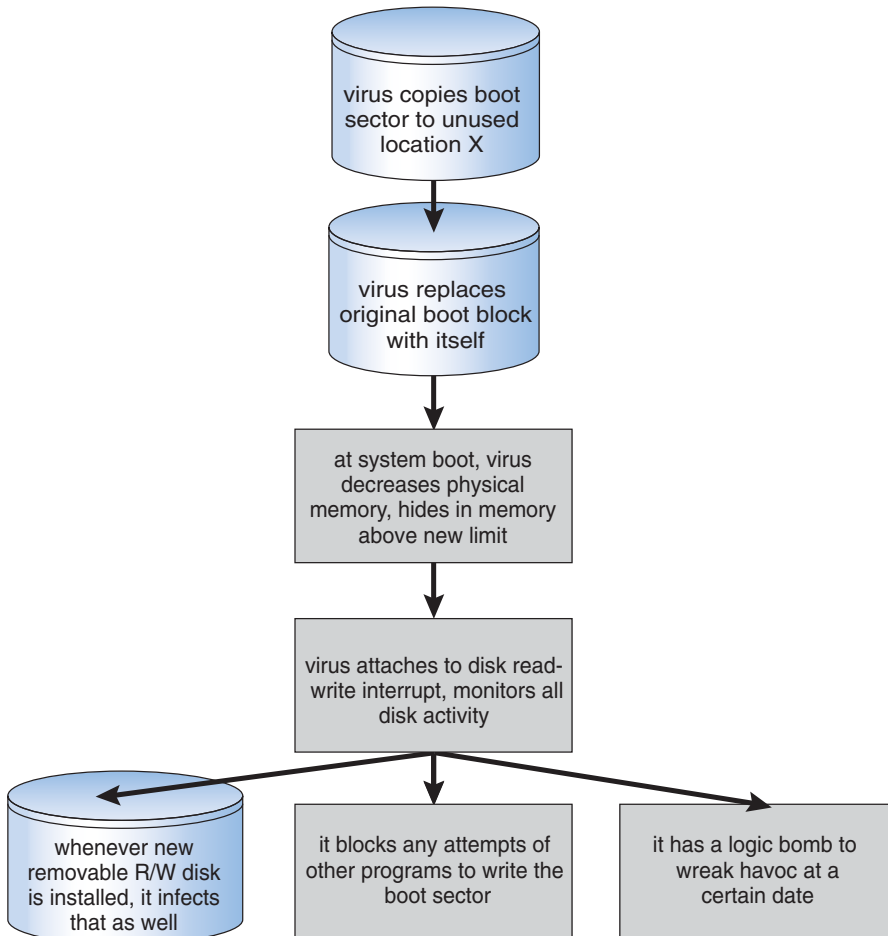 virus copies boot
sector to unused
location X
virus replaces
original boot block
with itself
at system boot, virus
decreases physical
memory, hides in memory
above new limit
virus attaches to disk read-
write interrupt, monitors all
disk activity
whenever new
removable R/W disk
is installed, it infects
that as well
it blocks any attempts of
other programs to write the
boot sector
it has a logic bomb to
wreak havoc at a
certain date